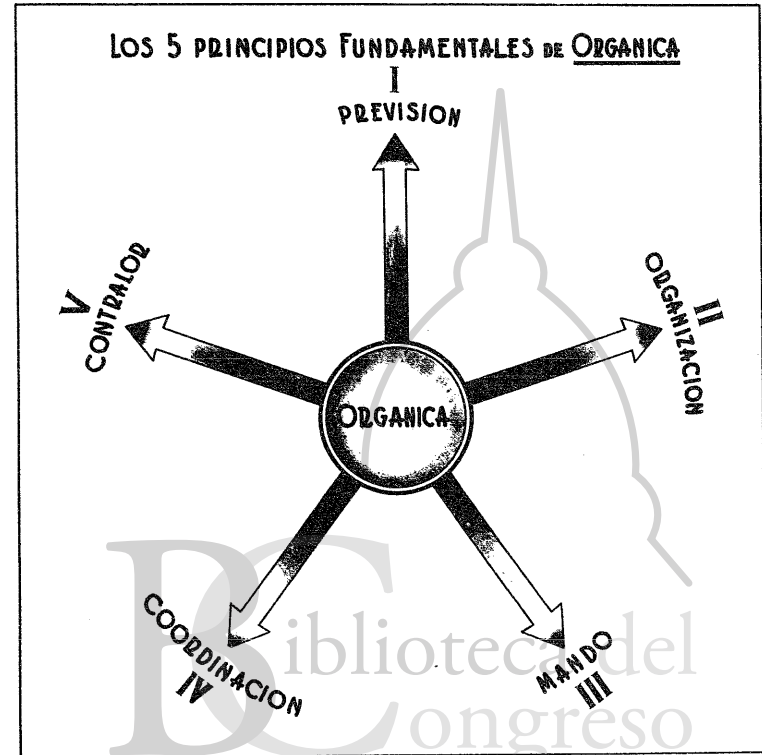 LOS 5 PRINCIPIOS FUNDAMENTALES DE ORGANICA
I
PREVISION
II
ORGANIZACION
MANDO
III
COORDINACION
IV
V
CONTRALOR
ORGANICA
Biblioteca del
Congreso